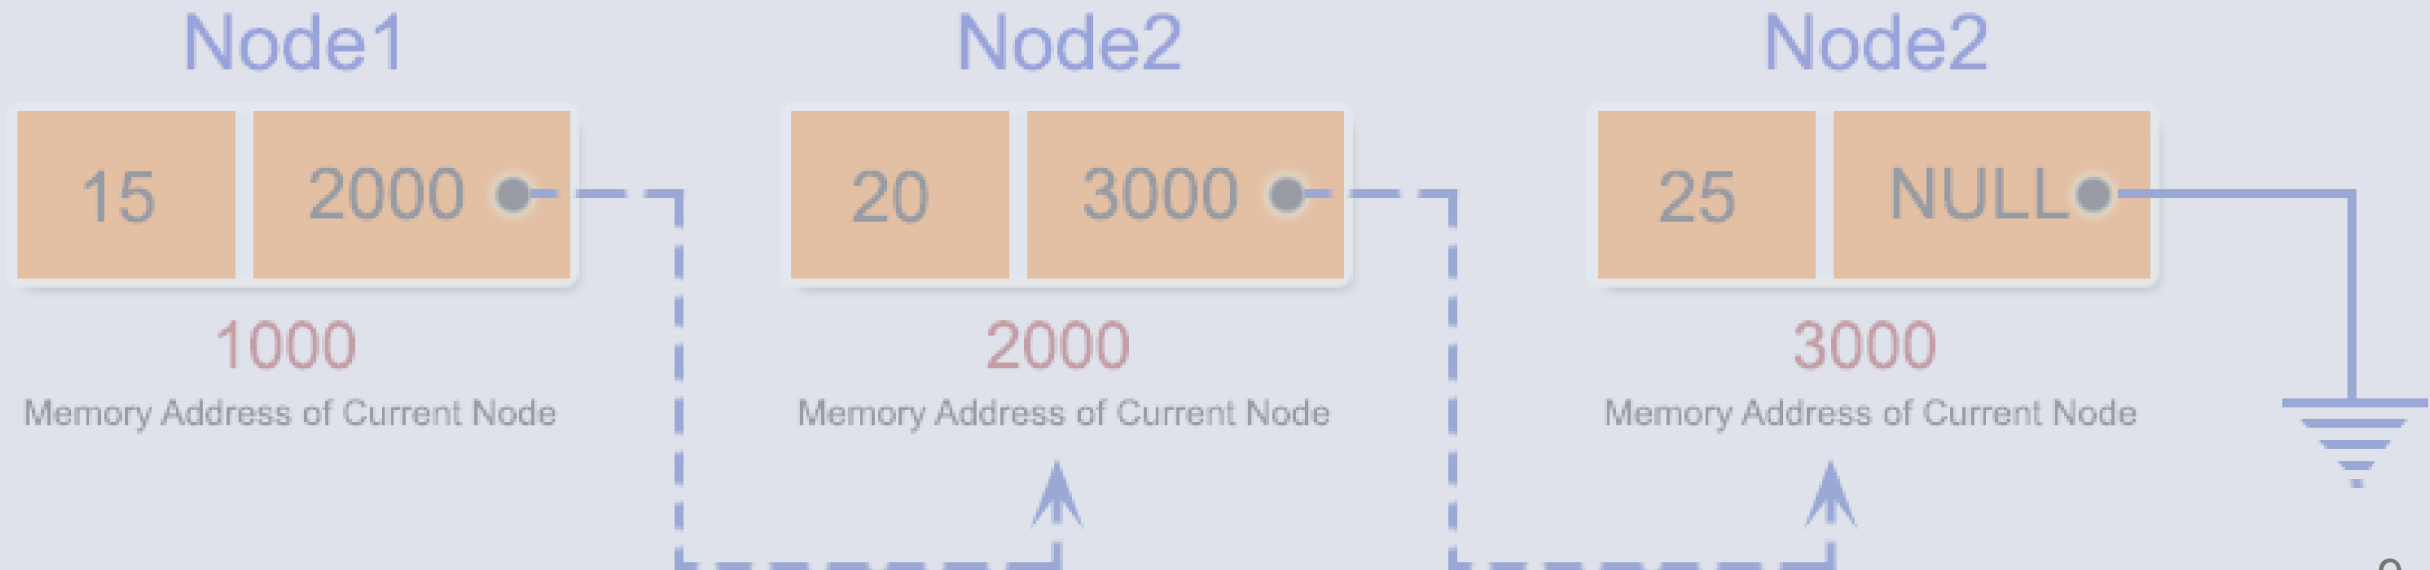 Node1 Node2 Node2
15 2000 20 3000 25 NULL
1000 2000 3000
Memory Address of Current Node Memory Address of Current Node Memory Address of Current Node